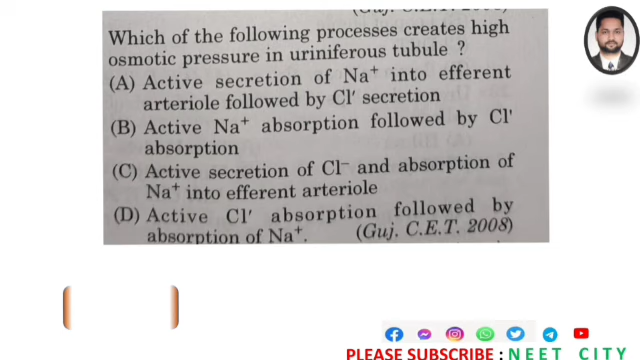 Which of the following processes creates high
osmotic pressure in uriniferous tubule ?
(A) Active secretion of Na⁺ into efferent
arteriole followed by Cl′ secretion
(B) Active Na⁺ absorption followed by Cl'
absorption
(C) Active secretion of Cl⁻ and absorption of
Na⁺ into efferent arteriole
(D) Active Cl′ absorption followed by
absorption of Na⁺. (Guj. C.E.T. 2008)
PLEASE SUBSCRIBE : NEET CITY